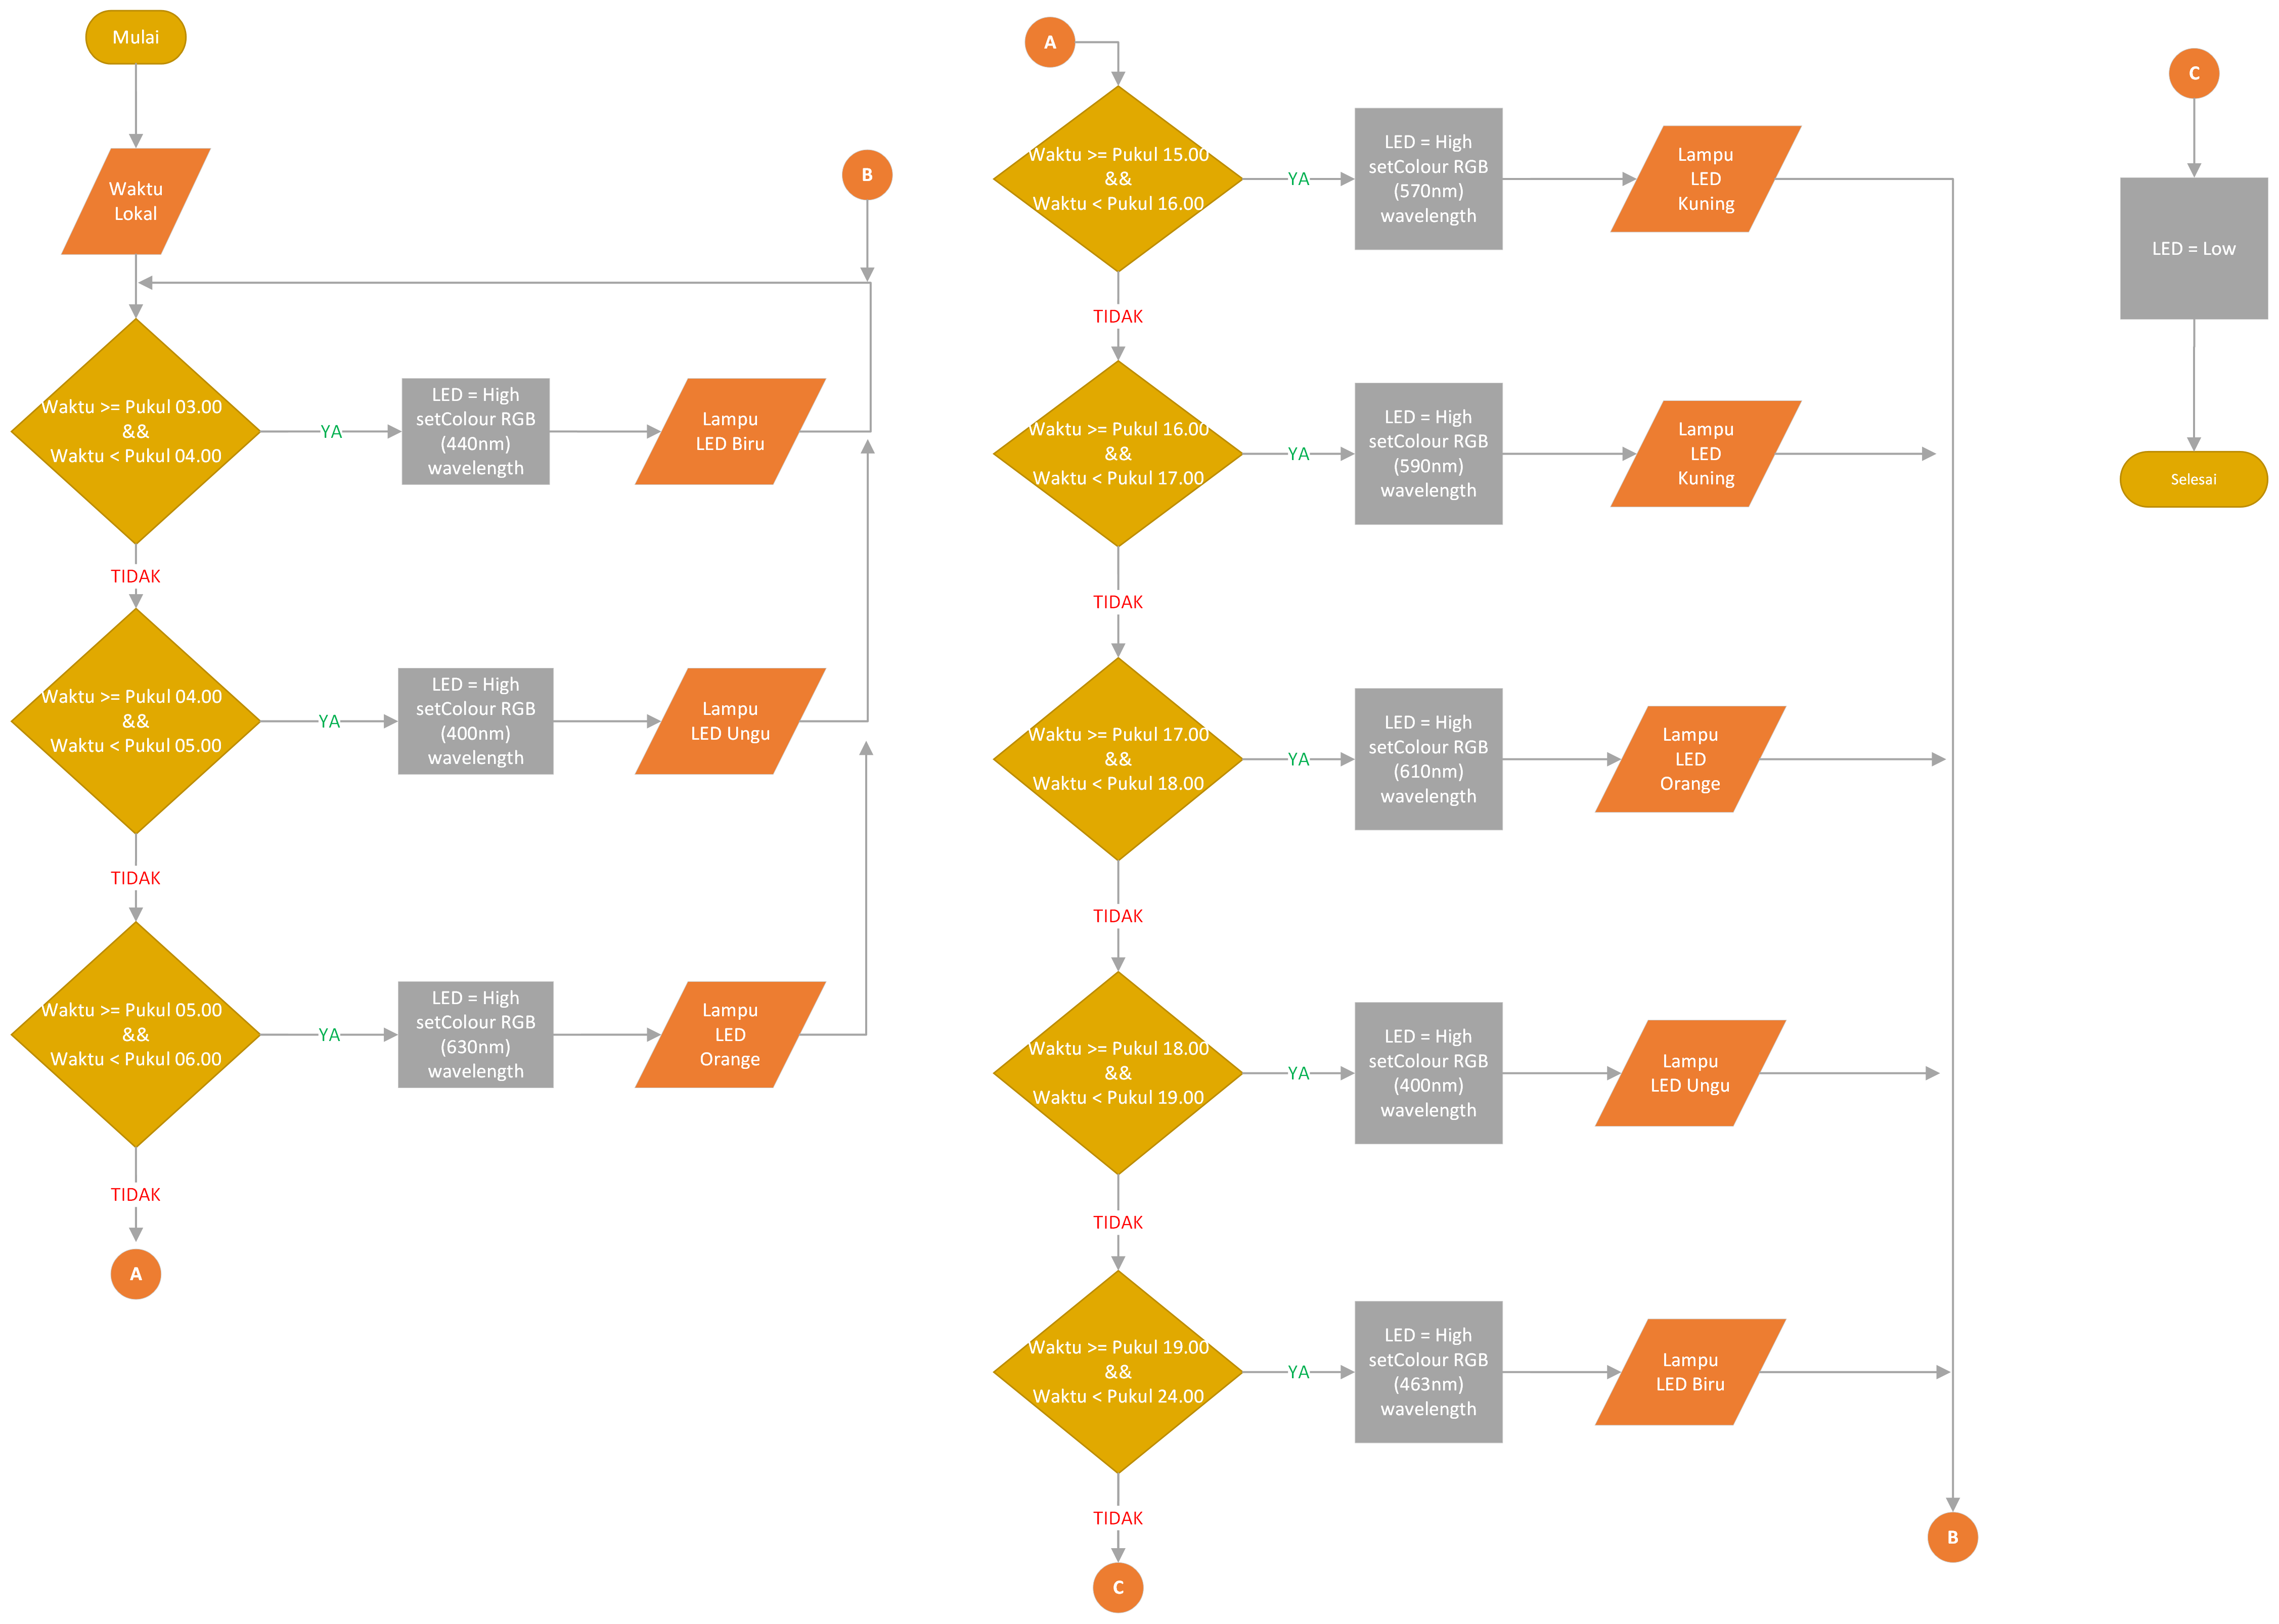 Mulai
Waktu
Lokal
B
Waktu >= Pukul 03.00
&&
Waktu < Pukul 04.00
YA
LED = High
setColour RGB
(440nm)
wavelength
Lampu
LED Biru
TIDAK
Waktu >= Pukul 04.00
&&
Waktu < Pukul 05.00
YA
LED = High
setColour RGB
(400nm)
wavelength
Lampu
LED Ungu
TIDAK
Waktu >= Pukul 05.00
&&
Waktu < Pukul 06.00
YA
LED = High
setColour RGB
(630nm)
wavelength
Lampu
LED
Orange
TIDAK
A
A
Waktu >= Pukul 15.00
&&
Waktu < Pukul 16.00
YA
LED = High
setColour RGB
(570nm)
wavelength
Lampu
LED
Kuning
TIDAK
Waktu >= Pukul 16.00
&&
Waktu < Pukul 17.00
YA
LED = High
setColour RGB
(590nm)
wavelength
Lampu
LED
Kuning
TIDAK
Waktu >= Pukul 17.00
&&
Waktu < Pukul 18.00
YA
LED = High
setColour RGB
(610nm)
wavelength
Lampu
LED
Orange
TIDAK
Waktu >= Pukul 18.00
&&
Waktu < Pukul 19.00
YA
LED = High
setColour RGB
(400nm)
wavelength
Lampu
LED Ungu
TIDAK
Waktu >= Pukul 19.00
&&
Waktu < Pukul 24.00
YA
LED = High
setColour RGB
(463nm)
wavelength
Lampu
LED Biru
TIDAK
C
B
C
LED = Low
Selesai